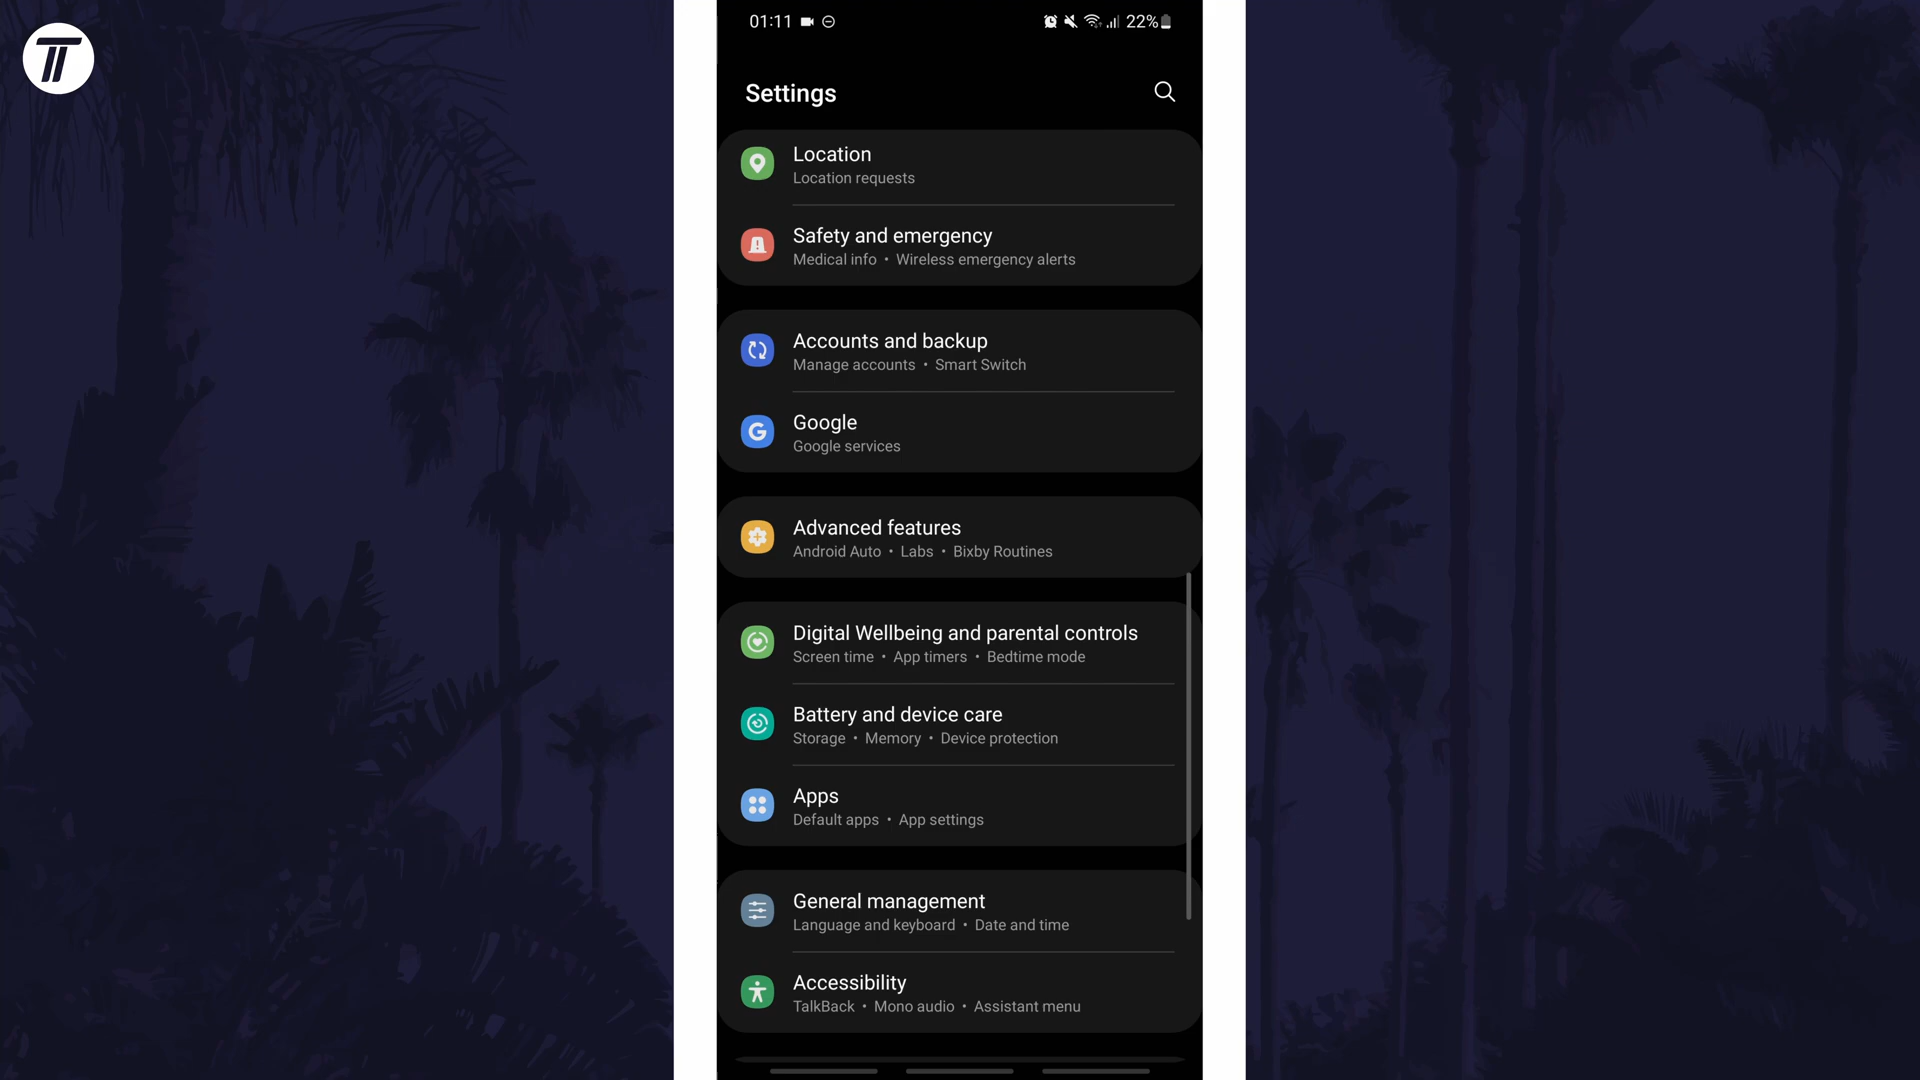 01:11
22%
Settings
Location
Location requests
Safety and emergency
Medical info • Wireless emergency alerts
Accounts and backup
Manage accounts • Smart Switch
Google
Google services
Advanced features
Android Auto • Labs • Bixby Routines
Digital Wellbeing and parental controls
Screen time • App timers • Bedtime mode
Battery and device care
Storage • Memory • Device protection
Apps
Default apps • App settings
General management
Language and keyboard • Date and time
Accessibility
TalkBack • Mono audio • Assistant menu